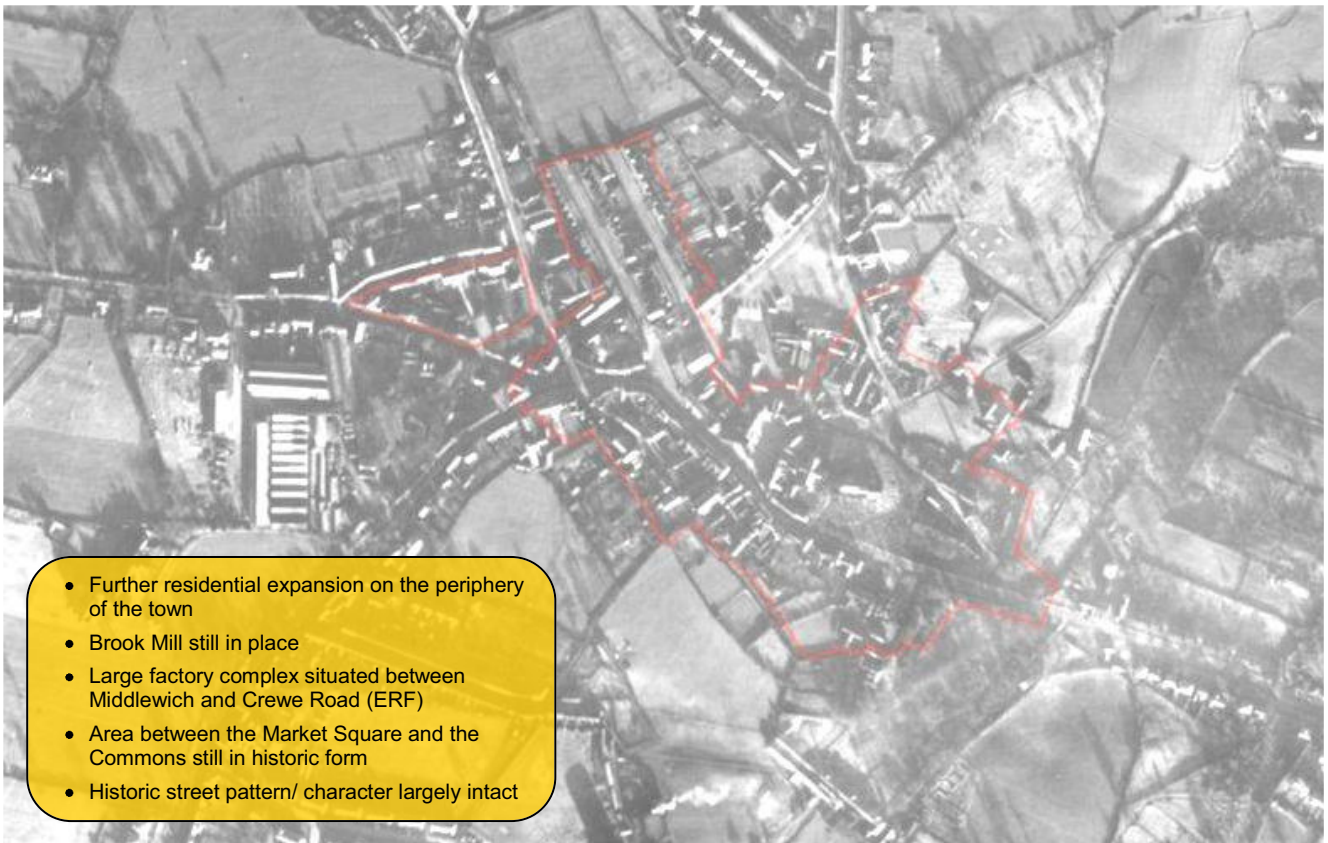 • Further residential expansion on the periphery
of the town
• Brook Mill still in place
• Large factory complex situated between
Middlewich and Crewe Road (ERF)
• Area between the Market Square and the
Commons still in historic form
• Historic street pattern/ character largely intact